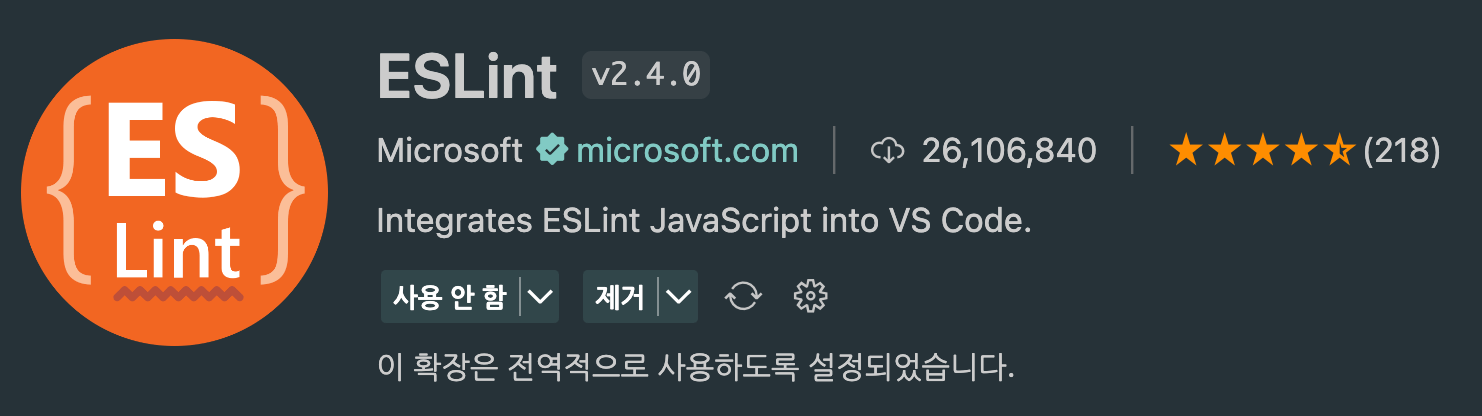 {ES
Lint}
ESLint v2.4.0
Microsoft microsoft.com 26,106,840 (218)
Integrates ESLint JavaScript into VS Code.
사용 안 함 제거
이 확장은 전역적으로 사용하도록 설정되었습니다.